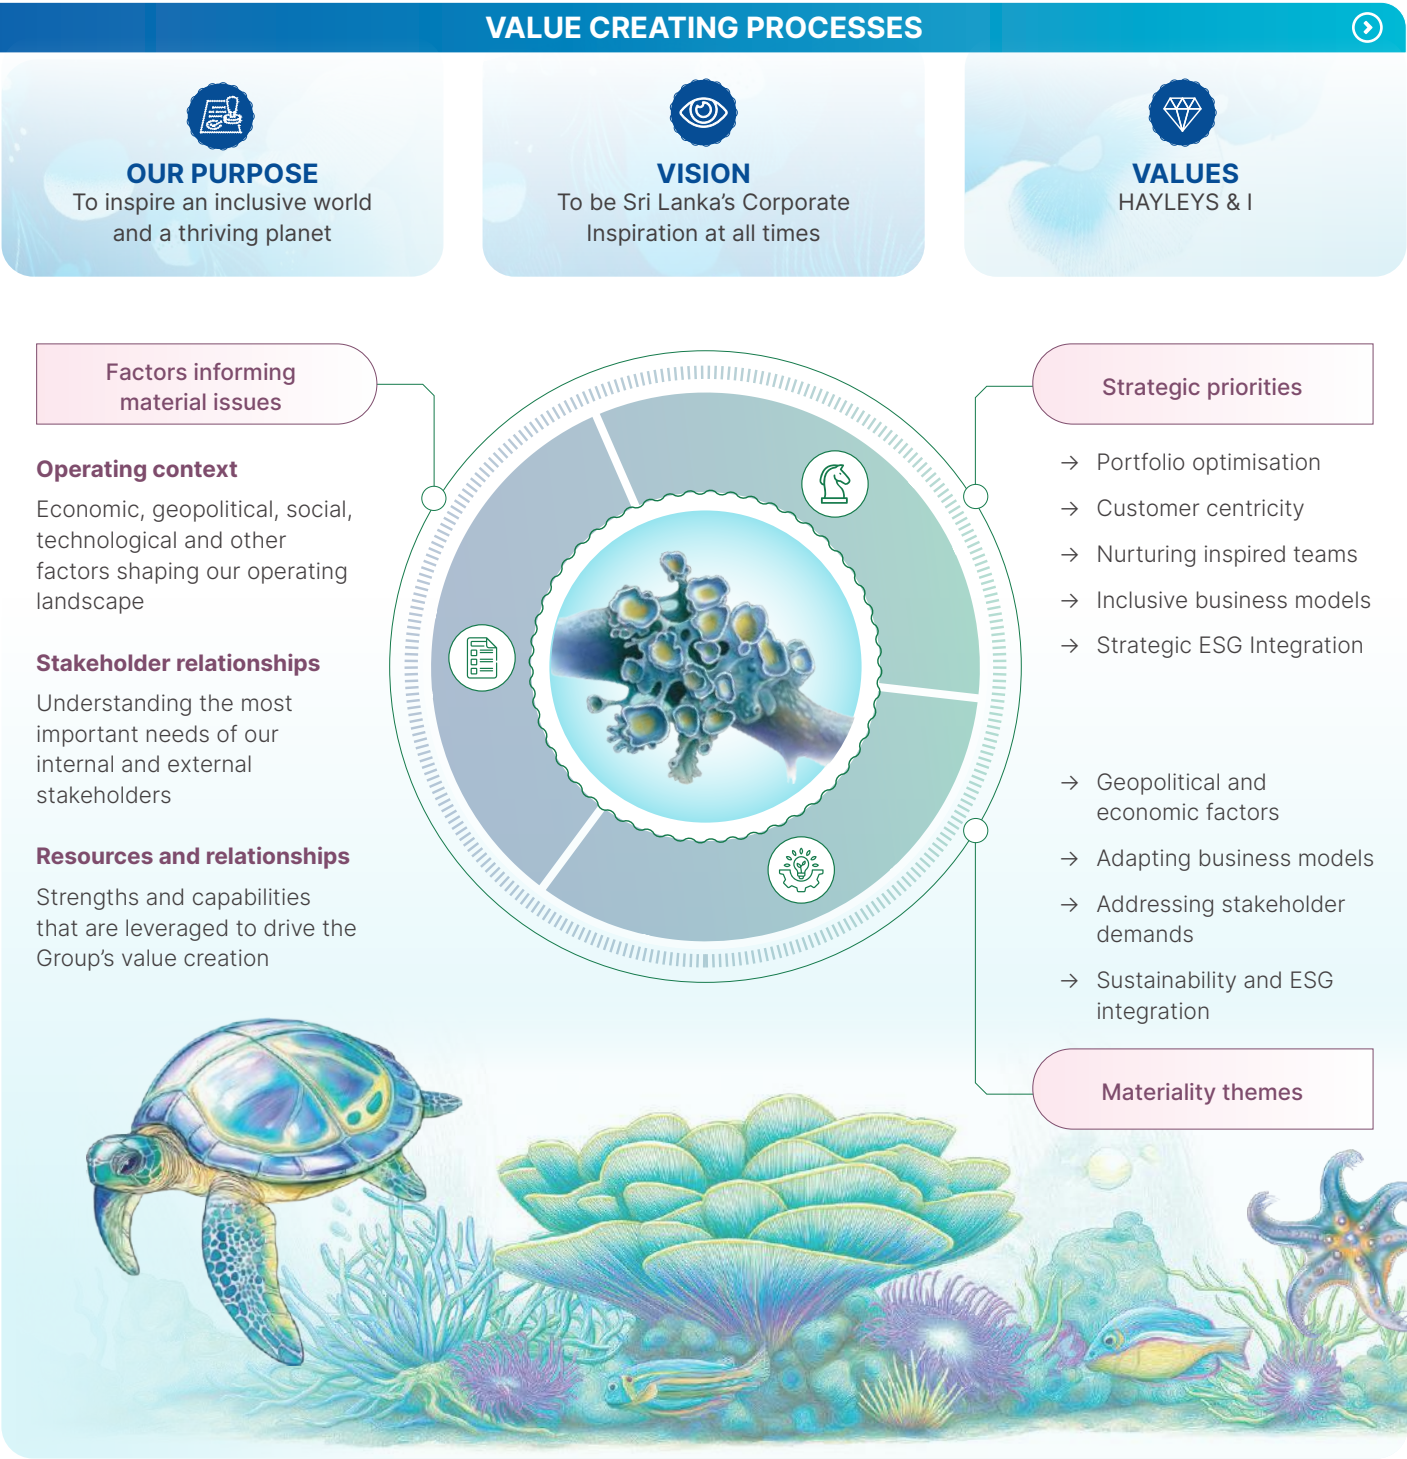 VALUE CREATING PROCESSES
OUR PURPOSE
To inspire an inclusive world
and a thriving planet
VISION
To be Sri Lanka’s Corporate
Inspiration at all times
VALUES
HAYLEYS & I
Factors informing
material issues
Operating context
Economic, geopolitical, social,
technological and other
factors shaping our operating
landscape
Stakeholder relationships
Understanding the most
important needs of our
internal and external
stakeholders
Resources and relationships
Strengths and capabilities
that are leveraged to drive the
Group’s value creation
Strategic priorities
→ Portfolio optimisation
→ Customer centricity
→ Nurturing inspired teams
→ Inclusive business models
→ Strategic ESG Integration
→ Geopolitical and
economic factors
→ Adapting business models
→ Addressing stakeholder
demands
→ Sustainability and ESG
integration
Materiality themes